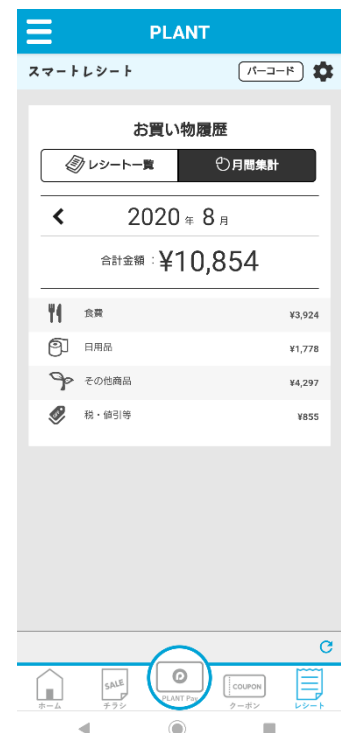 PLANT
スマートレシート
バーコード
お買い物履歴
レシート一覧
月間集計
2020 年 8 月
合計金額 : ¥10,854
食費 ¥3,924
日用品 ¥1,778
その他商品 ¥4,297
税・値引等 ¥855
SALE
PLANT Pay
COUPON
ホーム
チラシ
クーポン
レシート